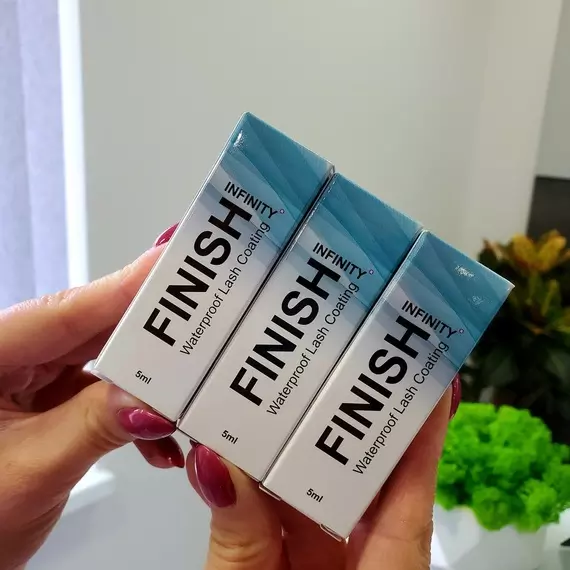 INFINITY
FINISH
Waterproof Lash Coating
5ml
INFINITY
FINISH
Waterproof Lash Coating
5ml
INFINITY
FINISH
Waterproof Lash Coating
5ml